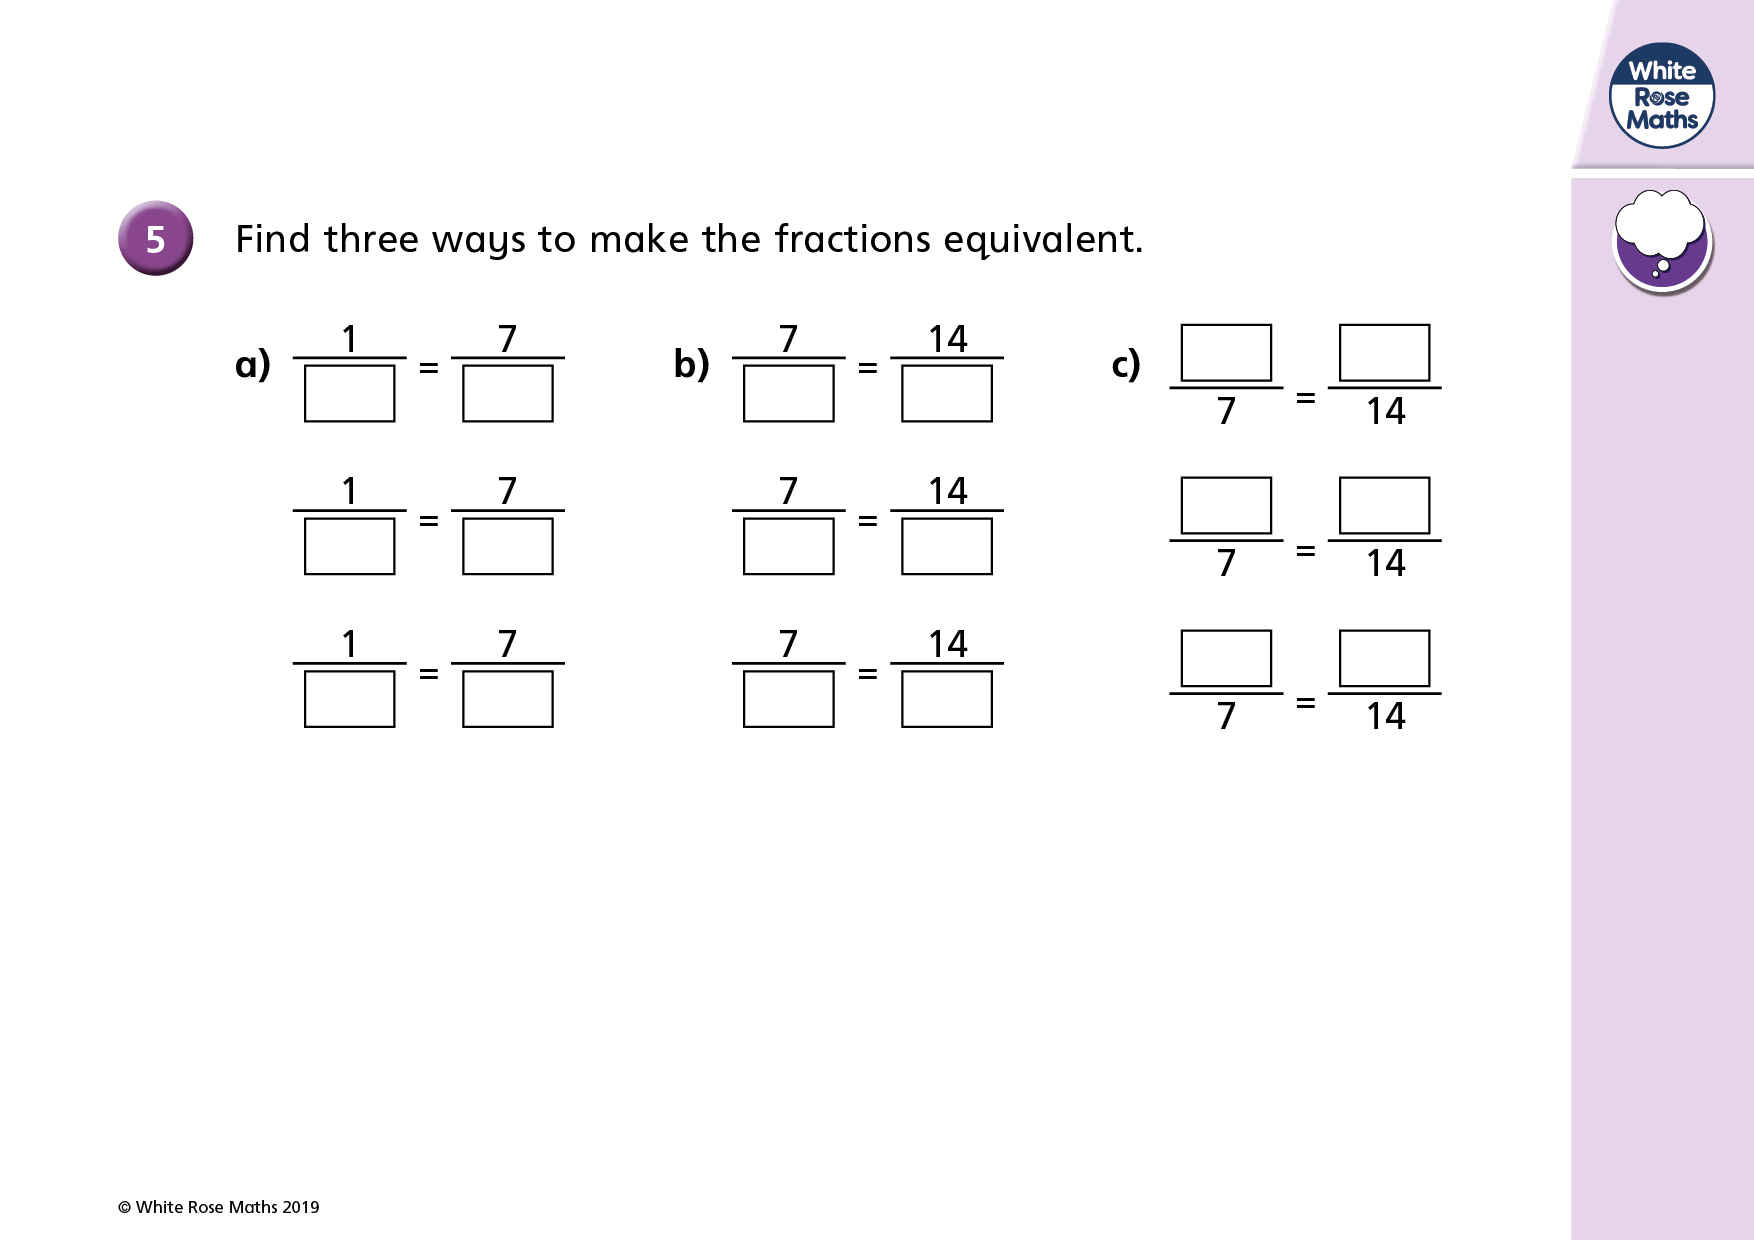 White
Rose
Maths
5 Find three ways to make the fractions equivalent.
a) 1 = 7 b) 7 = 14 c) 7 = 14
1 = 7 7 = 14 7 = 14
1 = 7 7 = 14 7 = 14
© White Rose Maths 2019